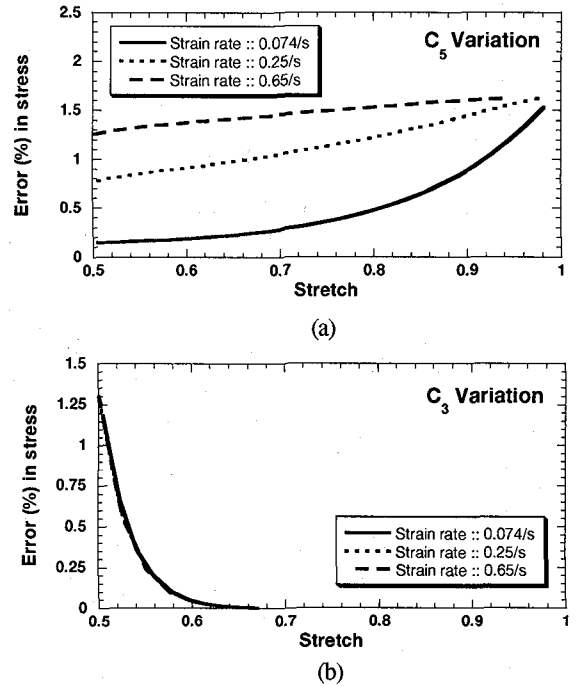 C5 Variation
Strain rate :: 0.074/s
Strain rate :: 0.25/s
Strain rate :: 0.65/s
Error (%) in stress
2.5
2
1.5
1
0.5
0
0.5
0.6
0.7
0.8
0.9
1
Stretch
(a)
C3 Variation
Error (%) in stress
1.5
1.25
1
0.75
0.5
0.25
0
Strain rate :: 0.074/s
Strain rate :: 0.25/s
Strain rate :: 0.65/s
0.5
0.6
0.7
0.8
0.9
1
Stretch
(b)